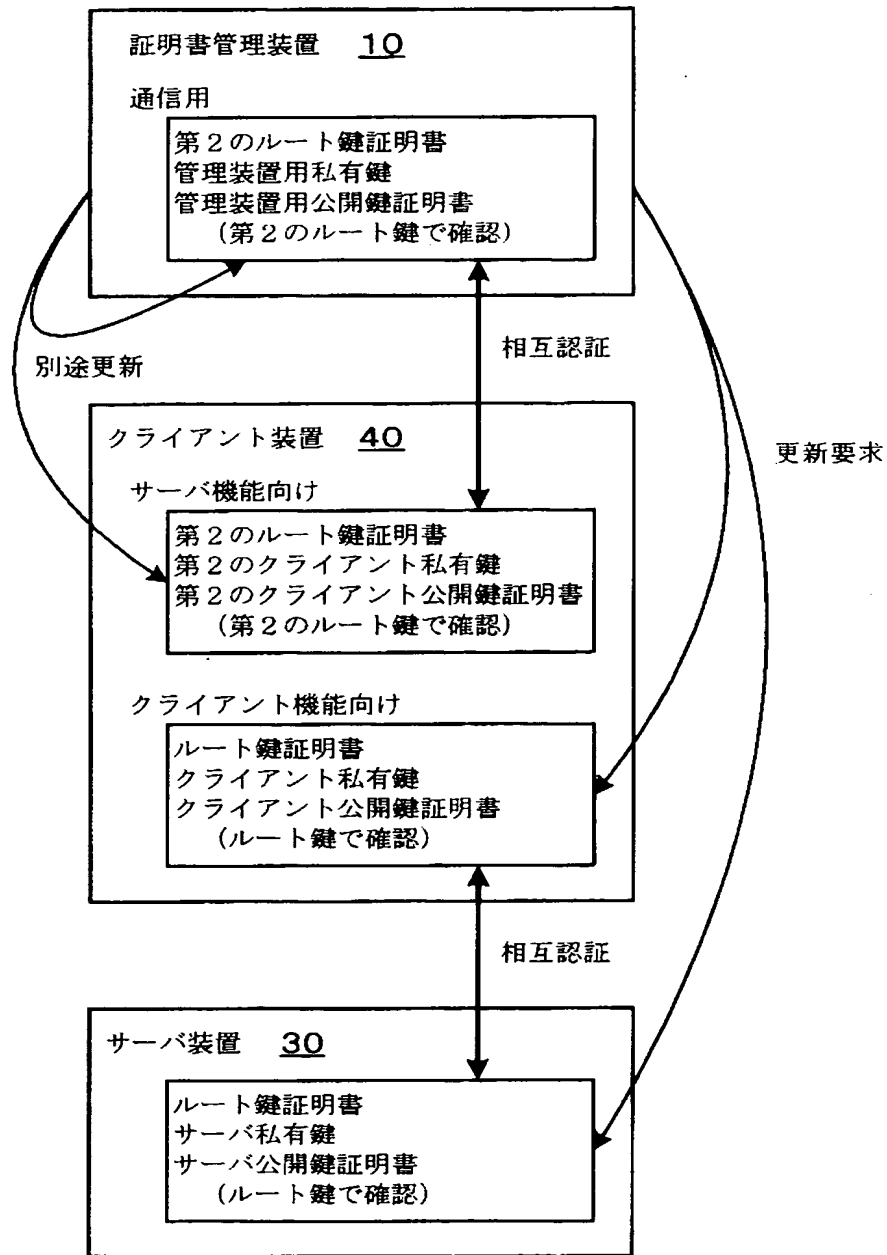 証明書管理装置 10
通信用
第2のルート鍵証明書
管理装置用私有鍵
管理装置用公開鍵証明書
(第2のルート鍵で確認)
別途更新
相互認証
更新要求
クライアント装置 40
サーバ機能向け
第2のルート鍵証明書
第2のクライアント私有鍵
第2のクライアント公開鍵証明書
(第2のルート鍵で確認)
クライアント機能向け
ルート鍵証明書
クライアント私有鍵
クライアント公開鍵証明書
(ルート鍵で確認)
相互認証
サーバ装置 30
ルート鍵証明書
サーバ私有鍵
サーバ公開鍵証明書
(ルート鍵で確認)